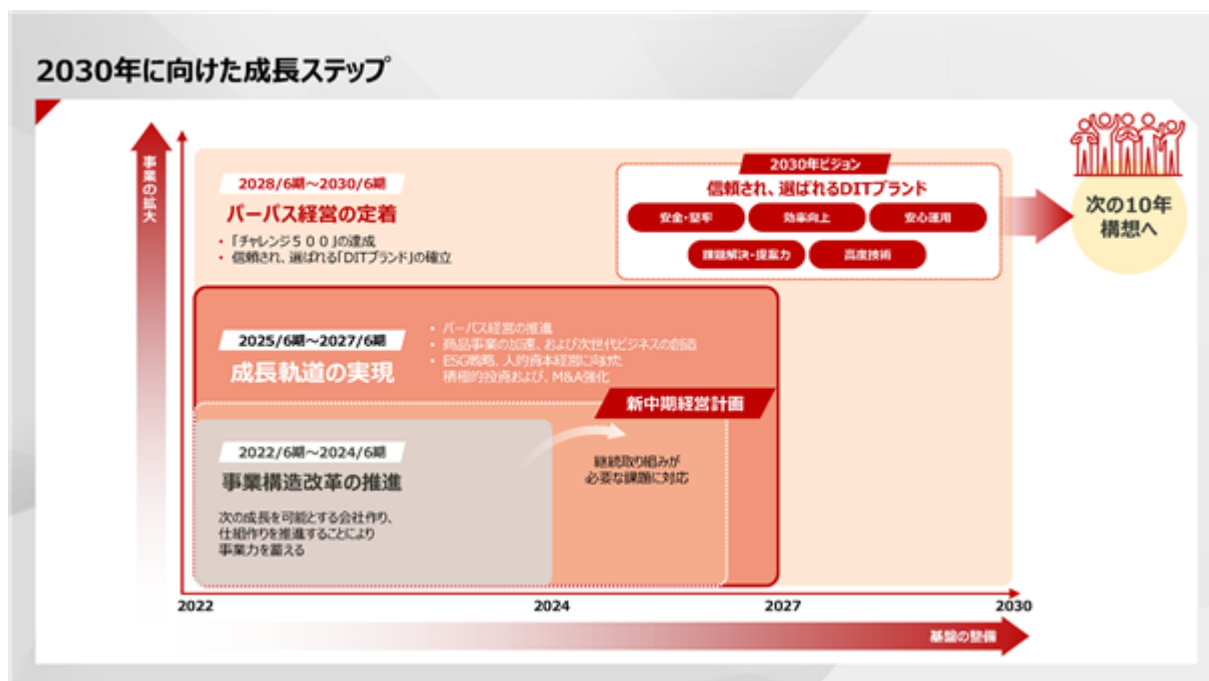 2030年に向けた成長ステップ
事業の拡大
2028/6期～2030/6期
パーパス経営の定着
・「チャレンジ５００」の達成
・信頼され、選ばれる「DITブランド」の確立
2030年ビジョン
信頼され、選ばれるDITブランド
安全・堅牢
効率向上
安心運用
課題解決・提案力
高度技術
次の10年
構想へ
2025/6期～2027/6期
成長軌道の実現
・パーパス経営の推進
・商品事業の加速、および次世代ビジネスの創造
・ESG戦略、人的資本経営に向けた
積極的投資および、M&A強化
新中期経営計画
2022/6期～2024/6期
事業構造改革の推進
次の成長を可能とする会社作り、
仕組作りを推進することにより
事業力を蓄える
継続取り組みが
必要な課題に対応
2022
2024
2027
2030
基盤の整備